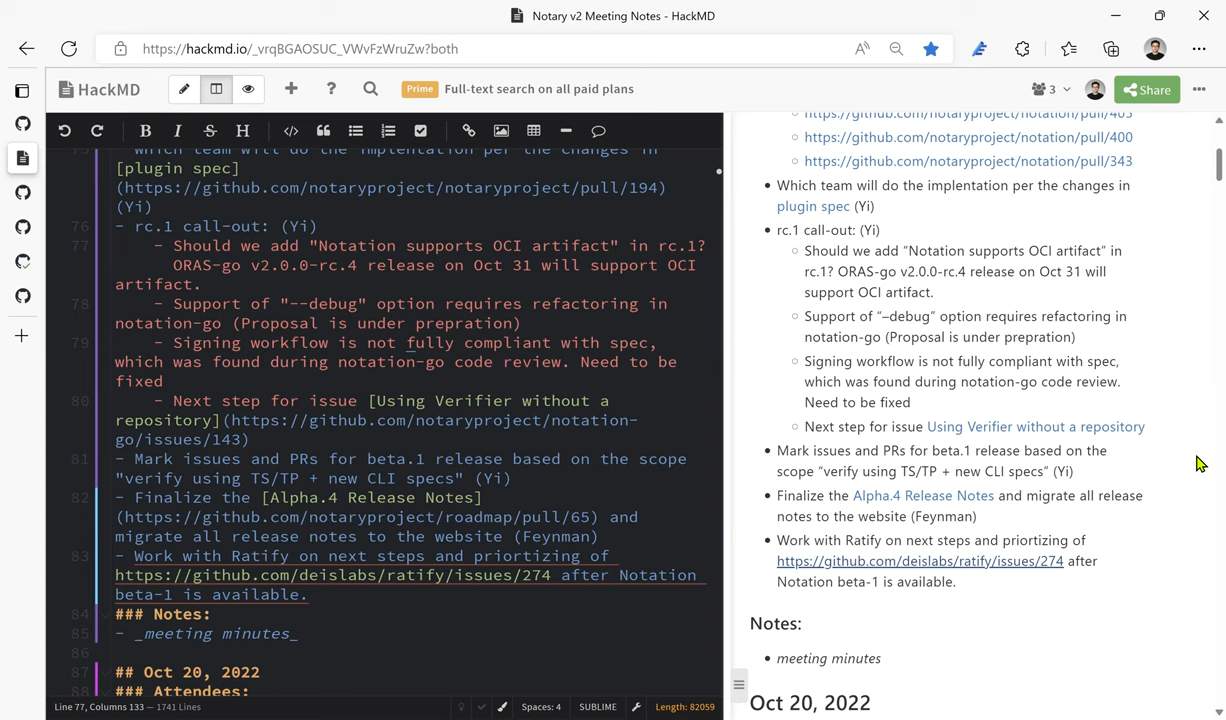 Notary v2 Meeting Notes - HackMD
https://hackmd.io/_vrqBGAOSUC_VWvFzWruZw?both
HackMD
Prime Full-text search on all paid plans
3
Share
75 - Which team will do the implentation per the changes in
[plugin spec]
(https://github.com/notaryproject/notaryproject/pull/194)
(Yi)
76 - rc.1 call-out: (Yi)
77 - Should we add "Notation supports OCI artifact" in rc.1?
ORAS-go v2.0.0-rc.4 release on Oct 31 will support OCI
artifact.
78 - Support of "--debug" option requires refactoring in
notation-go (Proposal is under prepration)
79 - Signing workflow is not fully compliant with spec,
which was found during notation-go code review. Need to be
fixed
80 - Next step for issue [Using Verifier without a
repository](https://github.com/notaryproject/notation-
go/issues/143)
81 - Mark issues and PRs for beta.1 release based on the scope
"verify using TS/TP + new CLI specs" (Yi)
82 - Finalize the [Alpha.4 Release Notes]
(https://github.com/notaryproject/roadmap/pull/65) and
migrate all release notes to the website (Feynman)
83 - Work with Ratify on next steps and priortizing of
https://github.com/deislabs/ratify/issues/274 after Notation
beta-1 is available.
84 ### Notes:
85 - _meeting minutes_
86
87 ## Oct 20, 2022
88 ### Attendees:
Line 77, Columns 133 — 1741 Lines
Spaces: 4
SUBLIME
Length: 82059
https://github.com/notaryproject/notation/pull/405
https://github.com/notaryproject/notation/pull/400
https://github.com/notaryproject/notation/pull/343
• Which team will do the implentation per the changes in
plugin spec (Yi)
• rc.1 call-out: (Yi)
Should we add “Notation supports OCI artifact” in
rc.1? ORAS-go v2.0.0-rc.4 release on Oct 31 will
support OCI artifact.
Support of “–debug” option requires refactoring in
notation-go (Proposal is under prepration)
Signing workflow is not fully compliant with spec,
which was found during notation-go code review.
Need to be fixed
Next step for issue Using Verifier without a repository
• Mark issues and PRs for beta.1 release based on the
scope “verify using TS/TP + new CLI specs” (Yi)
• Finalize the Alpha.4 Release Notes and migrate all release
notes to the website (Feynman)
• Work with Ratify on next steps and priortizing of
https://github.com/deislabs/ratify/issues/274 after
Notation beta-1 is available.
Notes:
• meeting minutes
Oct 20, 2022